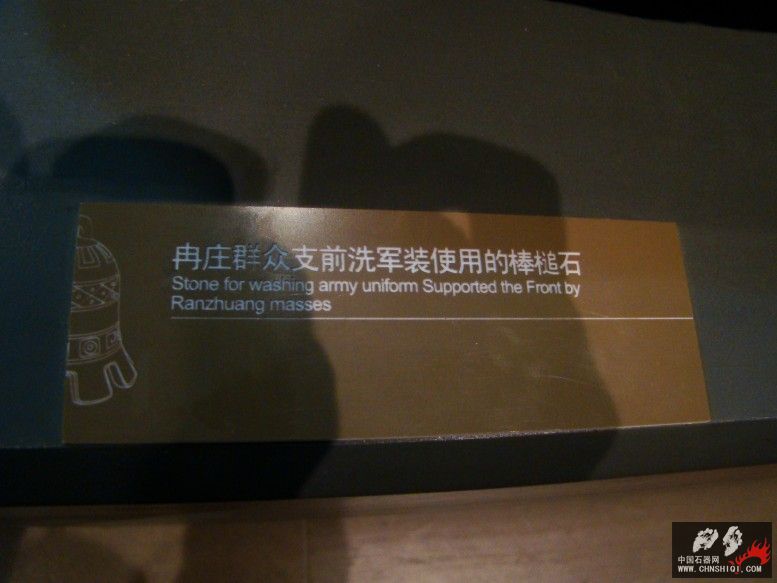 冉庄群众支前洗军装使用的棒槌石
Stone for washing army uniform Supported the Front by
Ranzhuang masses
中国石器网
WWW.CHNSHIQI.COM